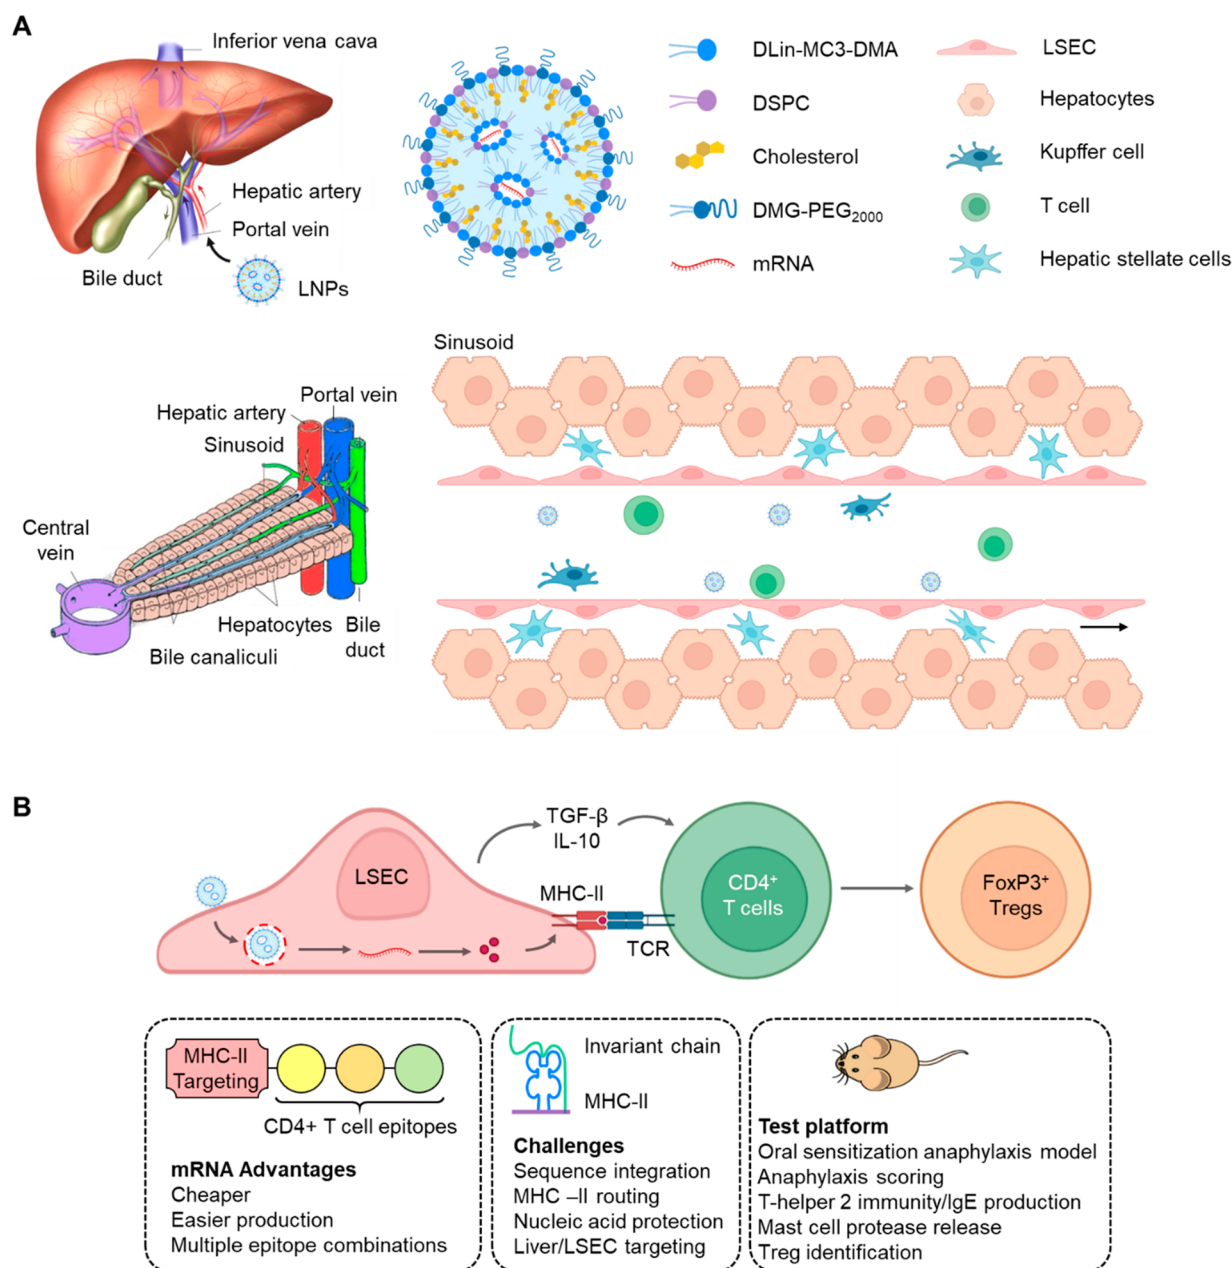 A
Inferior vena cava
Hepatic artery
Portal vein
Bile duct
LNPs
DLin-MC3-DMA
DSPC
Cholesterol
DMG-PEG2000
mRNA
LSEC
Hepatocytes
Kupffer cell
T cell
Hepatic stellate cells
Portal vein
Hepatic artery
Sinusoid
Central
vein
Hepatocytes
Bile
duct
Bile canaliculi
Sinusoid
B
LSEC
TGF-β
IL-10
MHC-II
TCR
CD4+
T cells
FoxP3+
Tregs
MHC-II
Targeting
CD4+ T cell epitopes
mRNA Advantages
Cheaper
Easier production
Multiple epitope combinations
Invariant chain
MHC-II
Challenges
Sequence integration
MHC –II routing
Nucleic acid protection
Liver/LSEC targeting
Test platform
Oral sensitization anaphylaxis model
Anaphylaxis scoring
T-helper 2 immunity/IgE production
Mast cell protease release
Treg identification